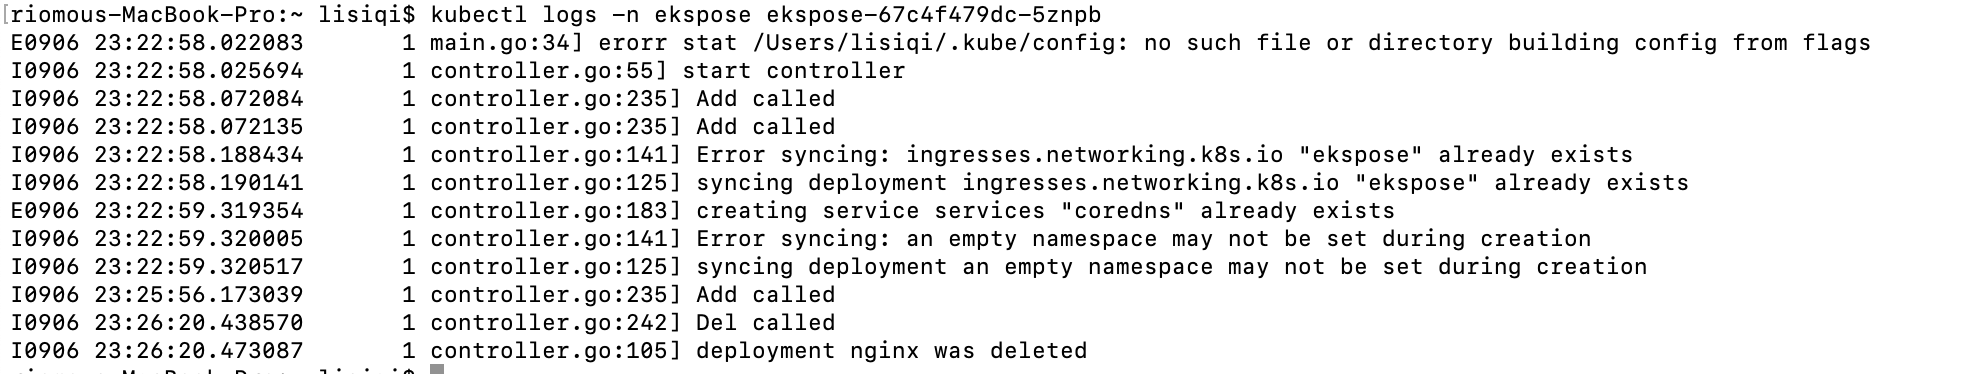 [riomous-MacBook-Pro:~ lisiqi$ kubectl logs -n ekspose ekspose-67c4f479dc-5znpb
E0906 23:22:58.022083       1 main.go:34] erorr stat /Users/lisiqi/.kube/config: no such file or directory building config from flags
I0906 23:22:58.025694       1 controller.go:55] start controller
I0906 23:22:58.072084       1 controller.go:235] Add called
I0906 23:22:58.072135       1 controller.go:235] Add called
I0906 23:22:58.188434       1 controller.go:141] Error syncing: ingresses.networking.k8s.io "ekspose" already exists
I0906 23:22:58.190141       1 controller.go:125] syncing deployment ingresses.networking.k8s.io "ekspose" already exists
E0906 23:22:59.319354       1 controller.go:183] creating service services "coredns" already exists
I0906 23:22:59.320005       1 controller.go:141] Error syncing: an empty namespace may not be set during creation
I0906 23:22:59.320517       1 controller.go:125] syncing deployment an empty namespace may not be set during creation
I0906 23:25:56.173039       1 controller.go:235] Add called
I0906 23:26:20.438570       1 controller.go:242] Del called
I0906 23:26:20.473087       1 controller.go:105] deployment nginx was deleted
riomous-MacBook-Pro:~ lisiqi$